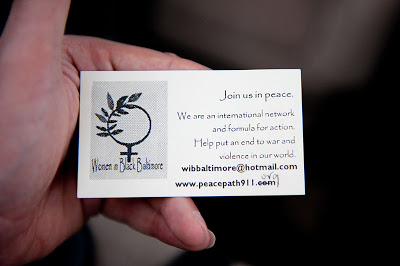 Women in Black Baltimore
Join us in peace.
We are an international network
and formula for action.
Help put an end to war and
violence in our world.
wibbaltimore@hotmail.com
org
www.peacepath911.com